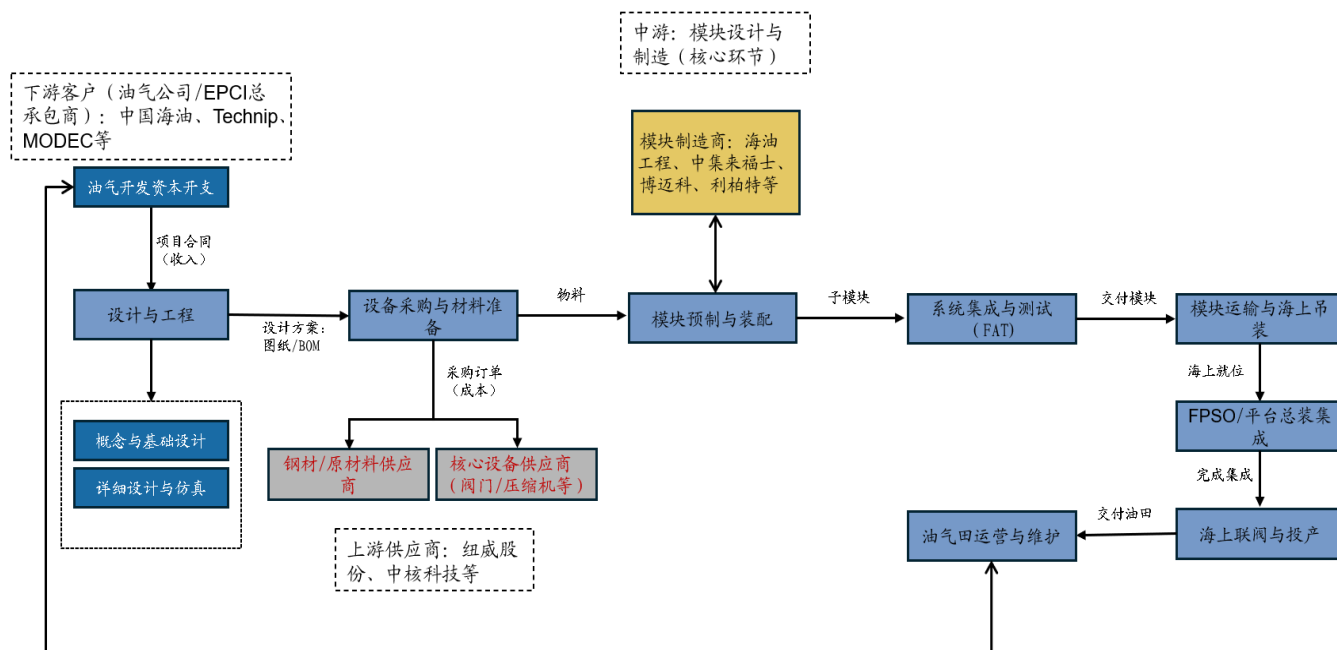 中游：模块设计与
制造（核心环节）
下游客户（油气公司/EPCI总
承包商）：中国海油、Technip、
MODEC等
模块制造商：海油
工程、中集来福士、
博迈科、利柏特等
油气开发资本开支
项目合同
（收入）
设计与工程
设计方案：
图纸/BOM
设备采购与材料准
备
物料
模块预制与装配
子模块
系统集成与测试
(FAT)
交付模块
模块运输与海上吊
装
采购订单
（成本）
海上就位
概念与基础设计
详细设计与仿真
钢材/原材料供应
商
核心设备供应商
（阀门/压缩机等）
FPSO/平台总装集
成
完成集成
上游供应商：纽威股
份、中核科技等
油气田运营与维护
交付油田
海上联阀与投产